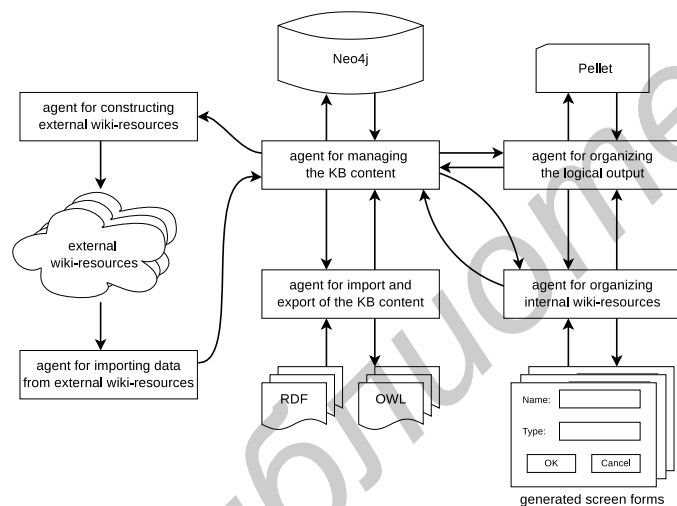 Neo4j
Pellet
agent for constructing
external wiki-resources
agent for managing
the KB content
agent for organizing
the logical output
external
wiki-resources
agent for import and
export of the KB content
agent for organizing
internal wiki-resources
agent for importing data
from external wiki-resources
RDF
OWL
Name:
Type:
OK
Cancel
generated screen forms
блиоте